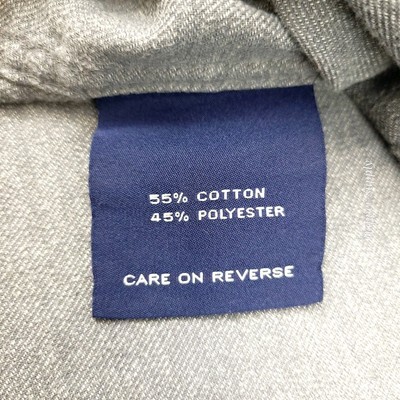 55% COTTON
45% POLYESTER
CARE ON REVERSE